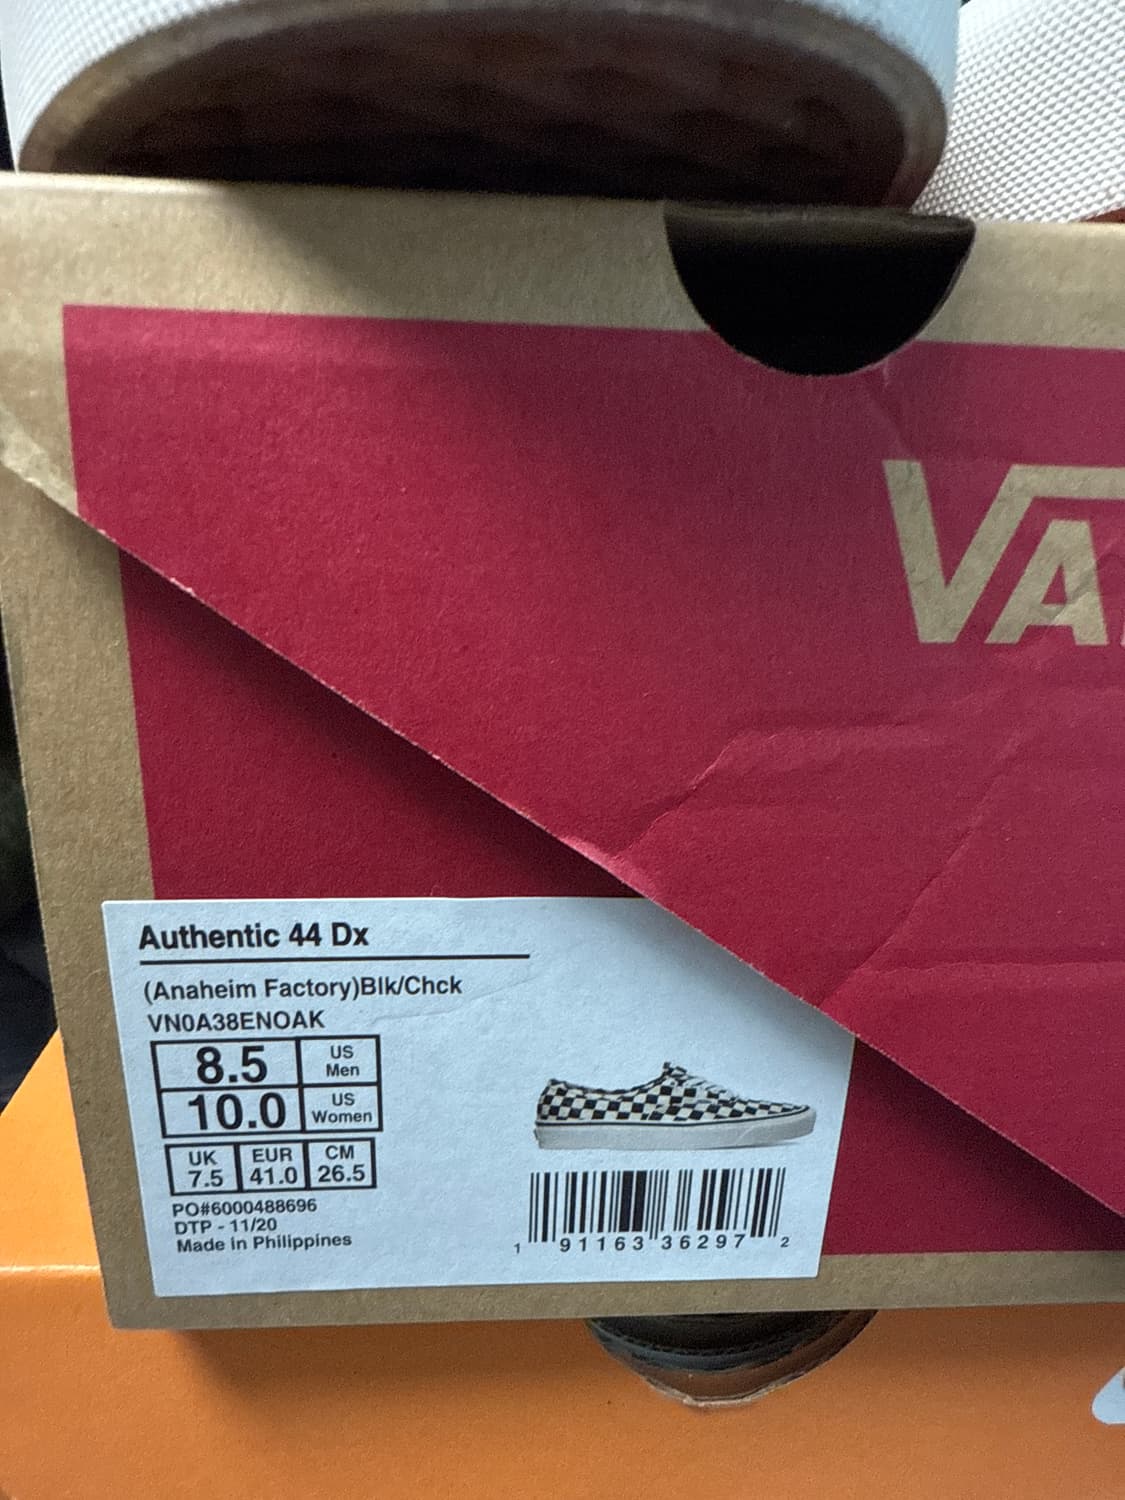 VA
Authentic 44 Dx
(Anaheim Factory)Blk/Chck
VN0A38ENOAK
8.5 US Men
10.0 US Women
UK 7.5 EUR 41.0 CM 26.5
PO#6000488696
DTP - 11/20
Made in Philippines
1 91163 36297 2